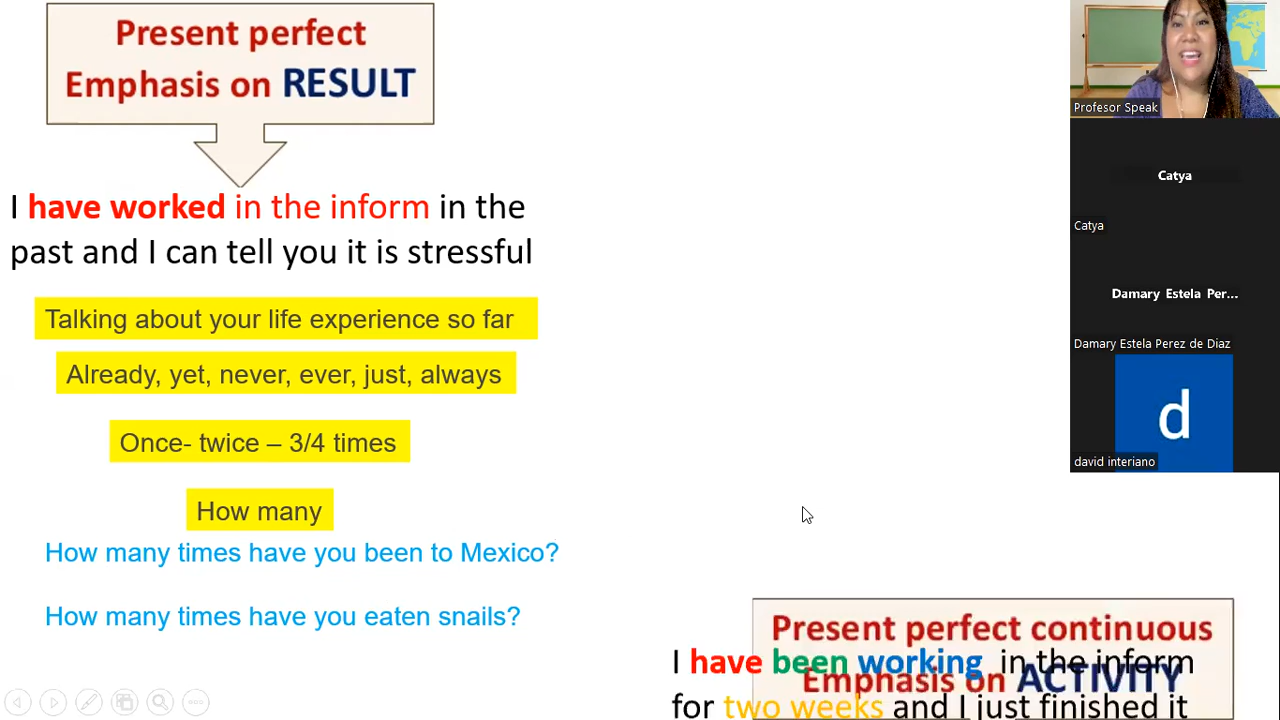 Present perfect
Emphasis on RESULT
I have worked in the inform in the
past and I can tell you it is stressful
Talking about your life experience so far
Already, yet, never, ever, just, always
Once- twice – 3/4 times
How many
How many times have you been to Mexico?
How many times have you eaten snails?
Present perfect continuous
Emphasis on ACTIVITY
I have been working in the inform
for two weeks and I just finished it
Profesor Speak
Catya
Catya
Damary Estela Per...
Damary Estela Perez de Diaz
d
david interiano